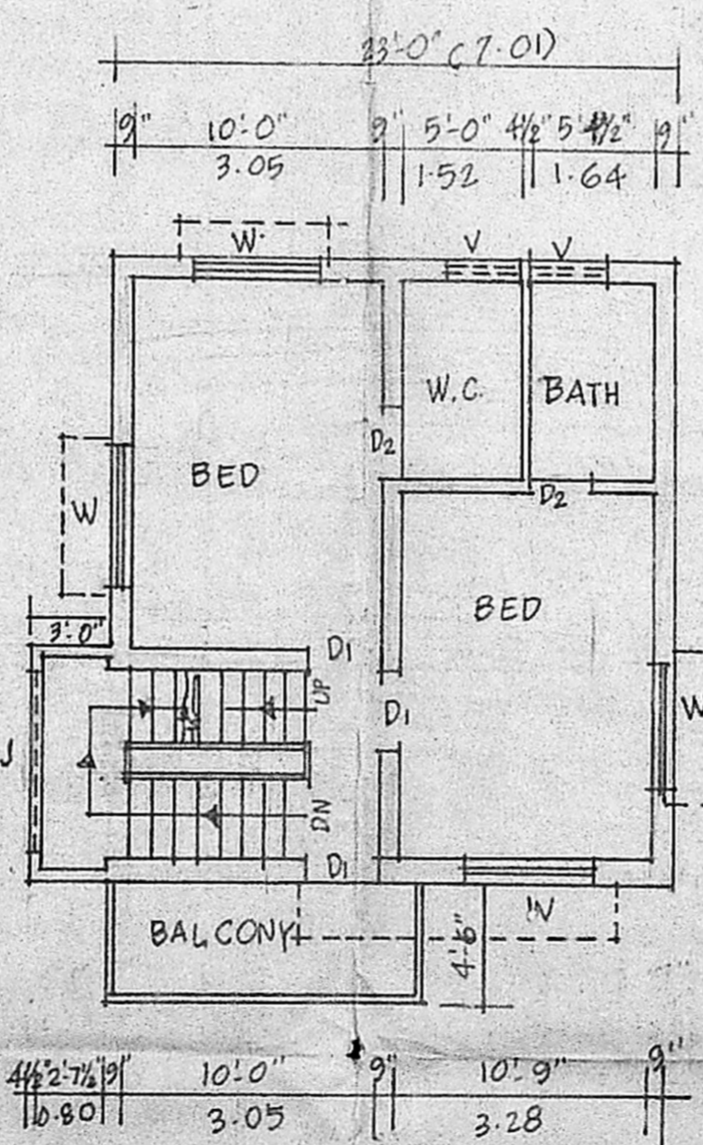 23'-0" (7.01)
9" 10'-0" 9" 5'-0" 4½" 5'4½" 9"
3.05 1.52 1.64
W V V
W.C. BATH
D2
BED
D2
W
BED
3'-0"
D1
UP
D1 W
J
DN
D1
W
BALCONY
4'-6"
4½" 2'-7½" 9" 10'-0" 9" 10'-9" 9"
0.80 3.05 3.28